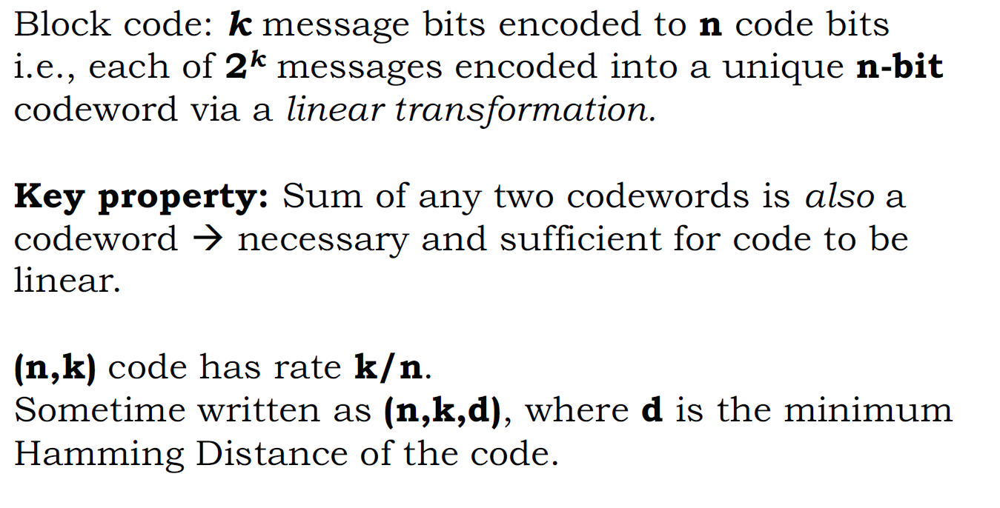 Block code: k message bits encoded to n code bits
i.e., each of 2ᵏ messages encoded into a unique n-bit
codeword via a linear transformation.
Key property: Sum of any two codewords is also a
codeword → necessary and sufficient for code to be
linear.
(n,k) code has rate k/n.
Sometime written as (n,k,d), where d is the minimum
Hamming Distance of the code.